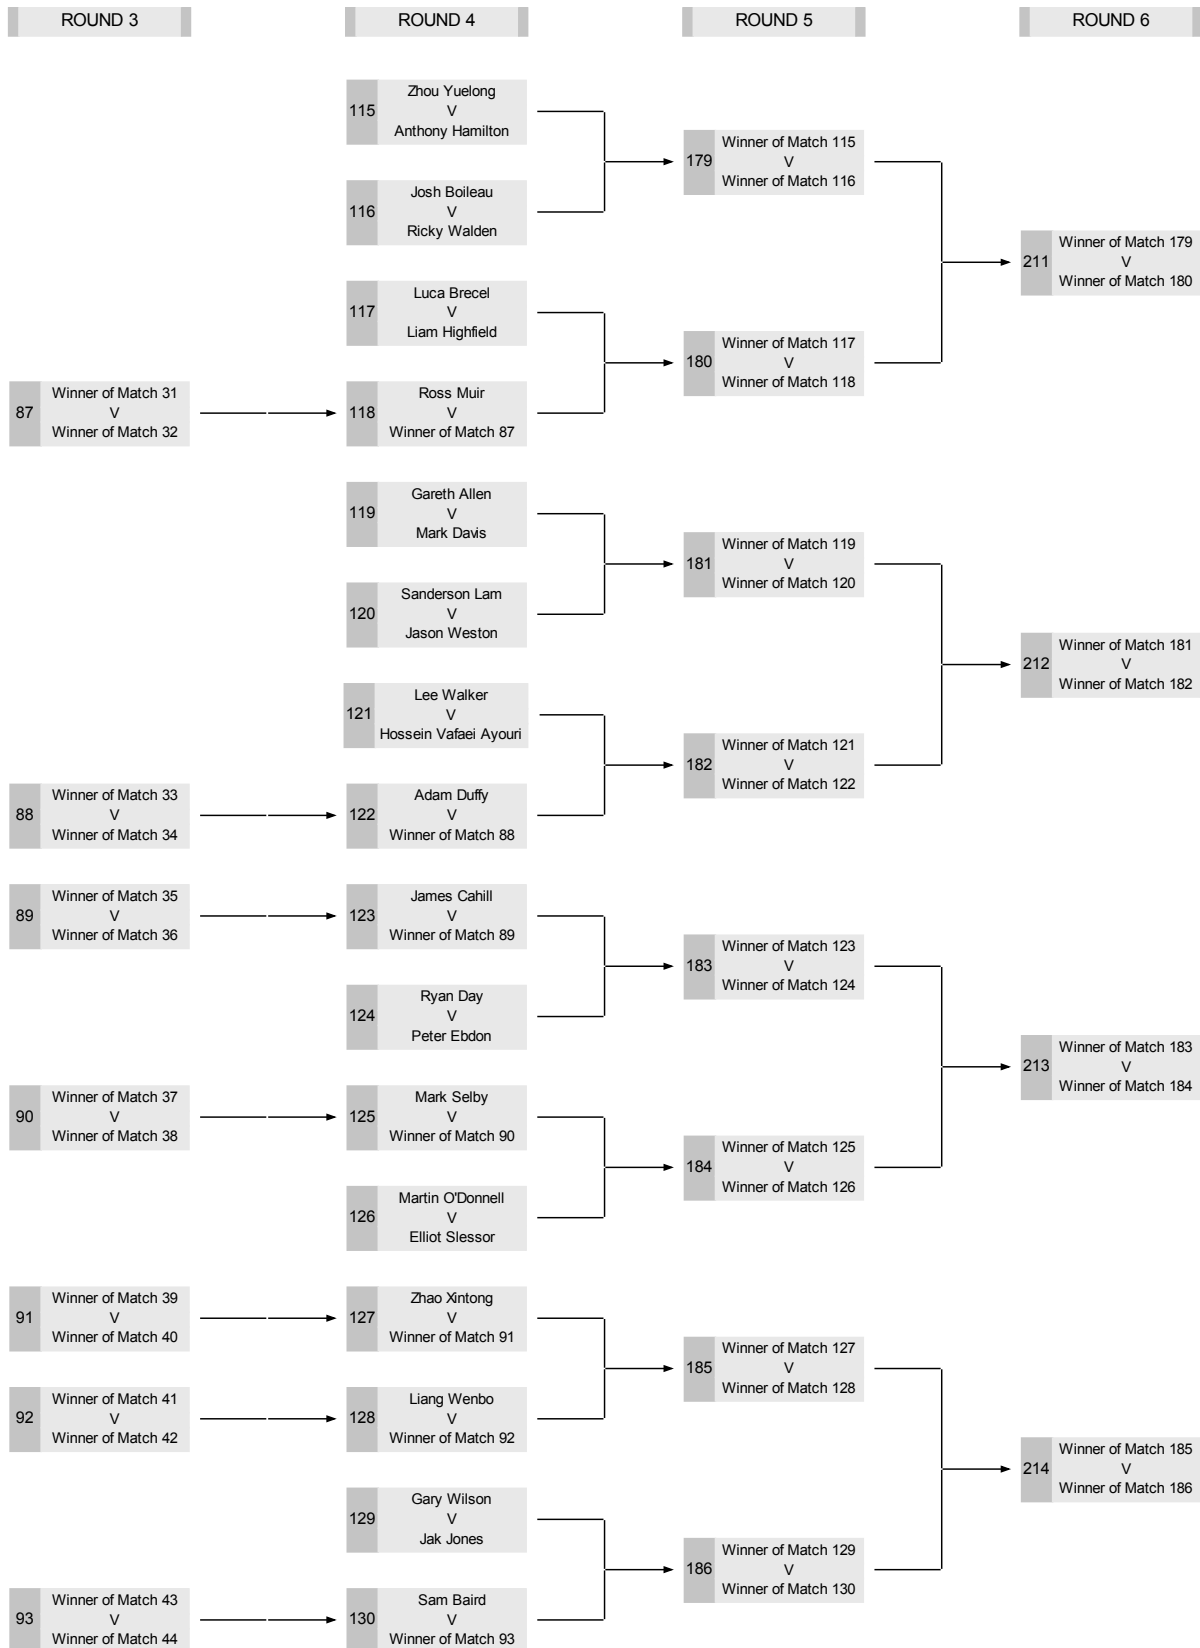 ROUND 3
ROUND 4
ROUND 5
ROUND 6
115
Zhou Yuelong
V
Anthony Hamilton
116
Josh Boileau
V
Ricky Walden
117
Luca Brecel
V
Liam Highfield
87
Winner of Match 31
V
Winner of Match 32
118
Ross Muir
V
Winner of Match 87
119
Gareth Allen
V
Mark Davis
120
Sanderson Lam
V
Jason Weston
121
Lee Walker
V
Hossein Vafaei Ayouri
88
Winner of Match 33
V
Winner of Match 34
122
Adam Duffy
V
Winner of Match 88
89
Winner of Match 35
V
Winner of Match 36
123
James Cahill
V
Winner of Match 89
124
Ryan Day
V
Peter Ebdon
90
Winner of Match 37
V
Winner of Match 38
125
Mark Selby
V
Winner of Match 90
126
Martin O'Donnell
V
Elliot Slessor
91
Winner of Match 39
V
Winner of Match 40
127
Zhao Xintong
V
Winner of Match 91
92
Winner of Match 41
V
Winner of Match 42
128
Liang Wenbo
V
Winner of Match 92
129
Gary Wilson
V
Jak Jones
93
Winner of Match 43
V
Winner of Match 44
130
Sam Baird
V
Winner of Match 93
179
Winner of Match 115
V
Winner of Match 116
180
Winner of Match 117
V
Winner of Match 118
181
Winner of Match 119
V
Winner of Match 120
182
Winner of Match 121
V
Winner of Match 122
183
Winner of Match 123
V
Winner of Match 124
184
Winner of Match 125
V
Winner of Match 126
185
Winner of Match 127
V
Winner of Match 128
186
Winner of Match 129
V
Winner of Match 130
211
Winner of Match 179
V
Winner of Match 180
212
Winner of Match 181
V
Winner of Match 182
213
Winner of Match 183
V
Winner of Match 184
214
Winner of Match 185
V
Winner of Match 186